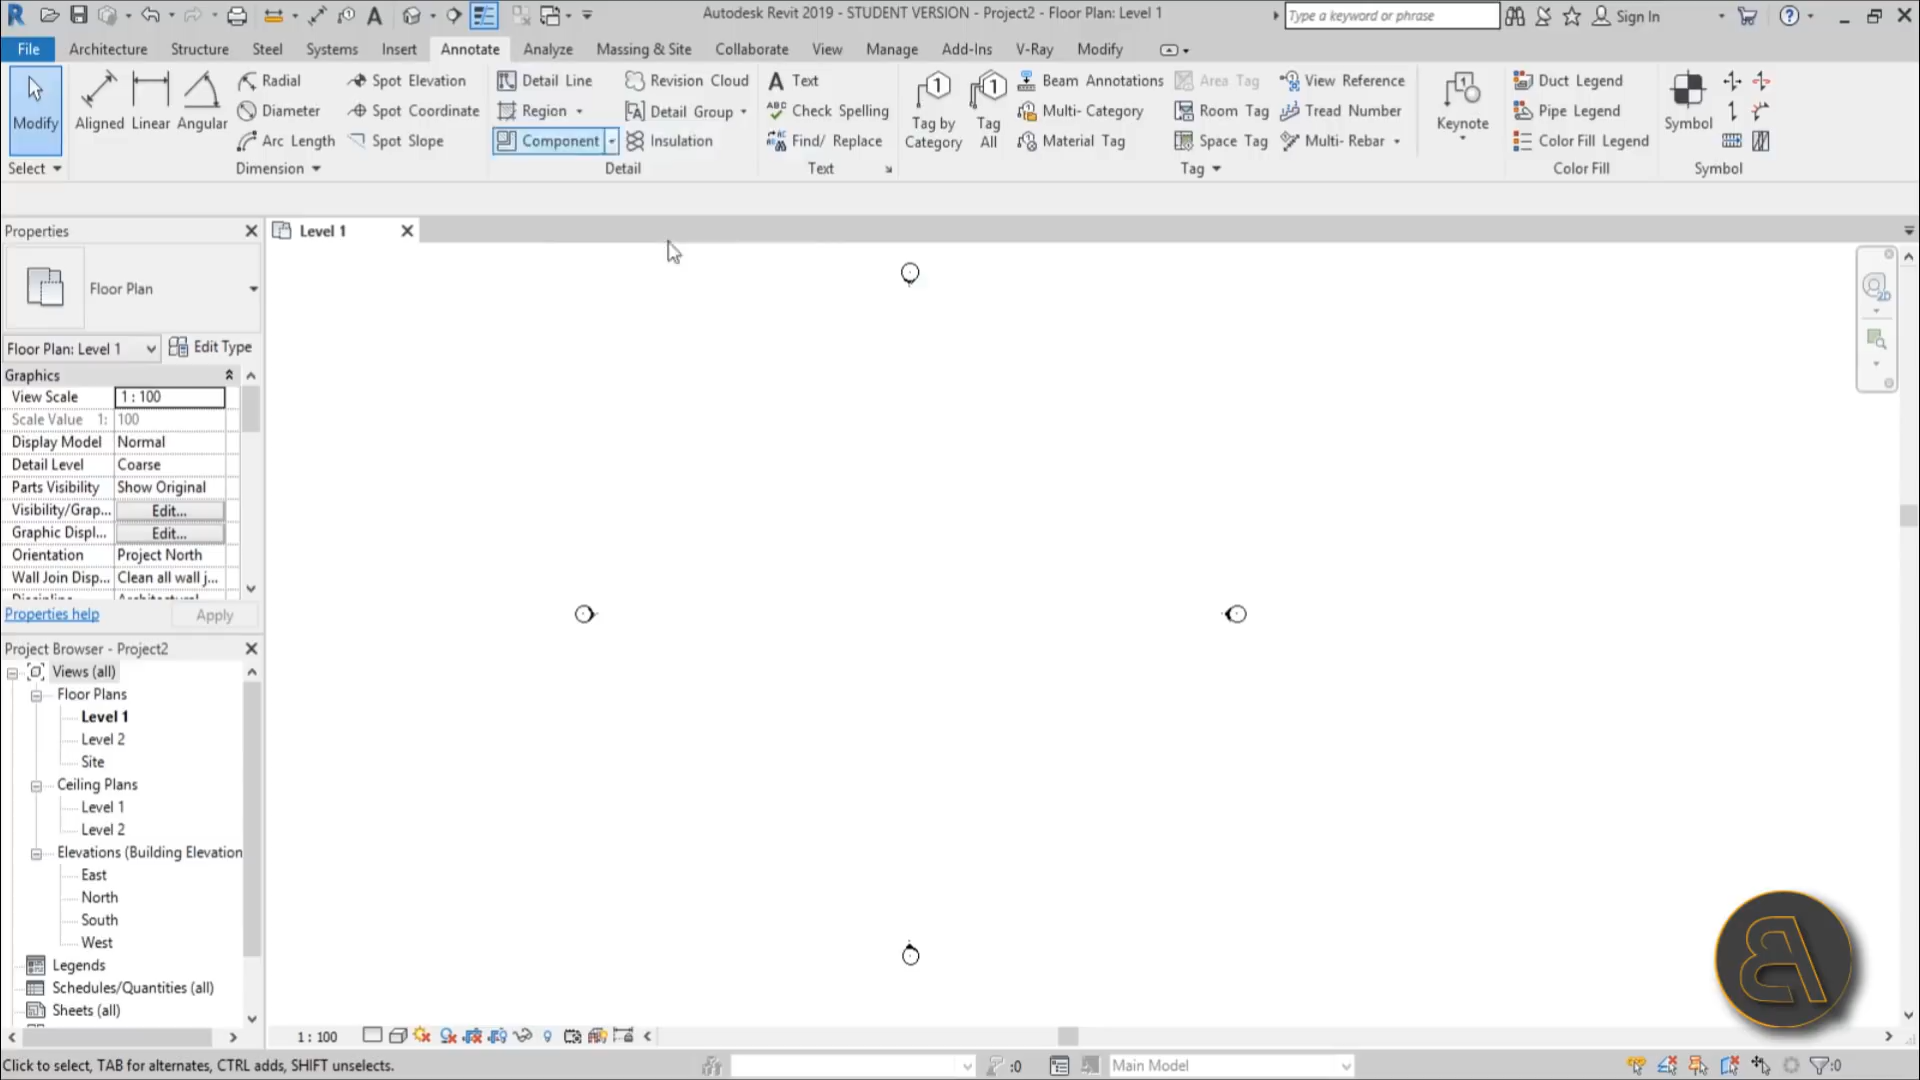 Autodesk Revit 2019 - STUDENT VERSION - Project2 - Floor Plan: Level 1
Type a keyword or phrase
Sign In
File Architecture Structure Steel Systems Insert Annotate Analyze Massing & Site Collaborate View Manage Add-Ins V-Ray Modify
Modify
Select
Aligned Linear Angular
Radial
Diameter
Arc Length
Spot Elevation
Spot Coordinate
Spot Slope
Dimension
Detail Line
Region
Component
Revision Cloud
Detail Group
Insulation
Detail
Text
Check Spelling
Find/ Replace
Text
Tag by
Category
Tag
All
Beam Annotations
Multi- Category
Material Tag
Area Tag
Room Tag
Space Tag
View Reference
Tread Number
Multi- Rebar
Tag
Keynote
Duct Legend
Pipe Legend
Color Fill Legend
Color Fill
Symbol
Symbol
Properties
Level 1
Floor Plan
Floor Plan: Level 1 Edit Type
Graphics
View Scale 1 : 100
Scale Value 1: 100
Display Model Normal
Detail Level Coarse
Parts Visibility Show Original
Visibility/Grap... Edit...
Graphic Displ... Edit...
Orientation Project North
Wall Join Disp... Clean all wall j...
Discipline Architectural
Properties help Apply
Project Browser - Project2
Views (all)
Floor Plans
Level 1
Level 2
Site
Ceiling Plans
Level 1
Level 2
Elevations (Building Elevation
East
North
South
West
Legends
Schedules/Quantities (all)
Sheets (all)
1 : 100
Click to select, TAB for alternates, CTRL adds, SHIFT unselects.
:0
Main Model
:0